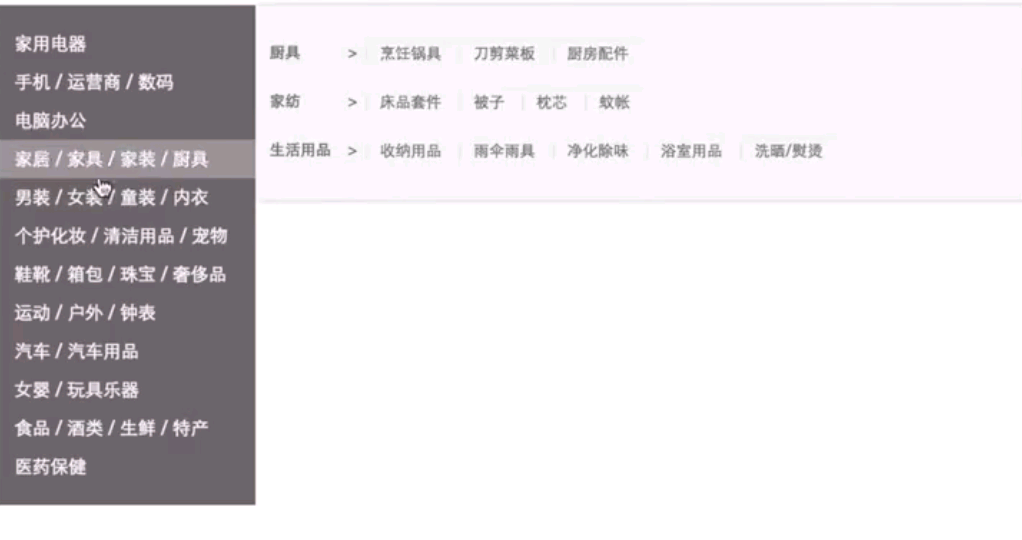 家用电器
手机 / 运营商 / 数码
电脑办公
家居 / 家具 / 家装 / 厨具
男装 / 女装 / 童装 / 内衣
个护化妆 / 清洁用品 / 宠物
鞋靴 / 箱包 / 珠宝 / 奢侈品
运动 / 户外 / 钟表
汽车 / 汽车用品
女婴 / 玩具乐器
食品 / 酒类 / 生鲜 / 特产
医药保健
厨具 > 烹饪锅具 | 刀剪菜板 | 厨房配件
家纺 > 床品套件 | 被子 | 枕芯 | 蚊帐
生活用品 > 收纳用品 | 雨伞雨具 | 净化除味 | 浴室用品 | 洗晒/熨烫